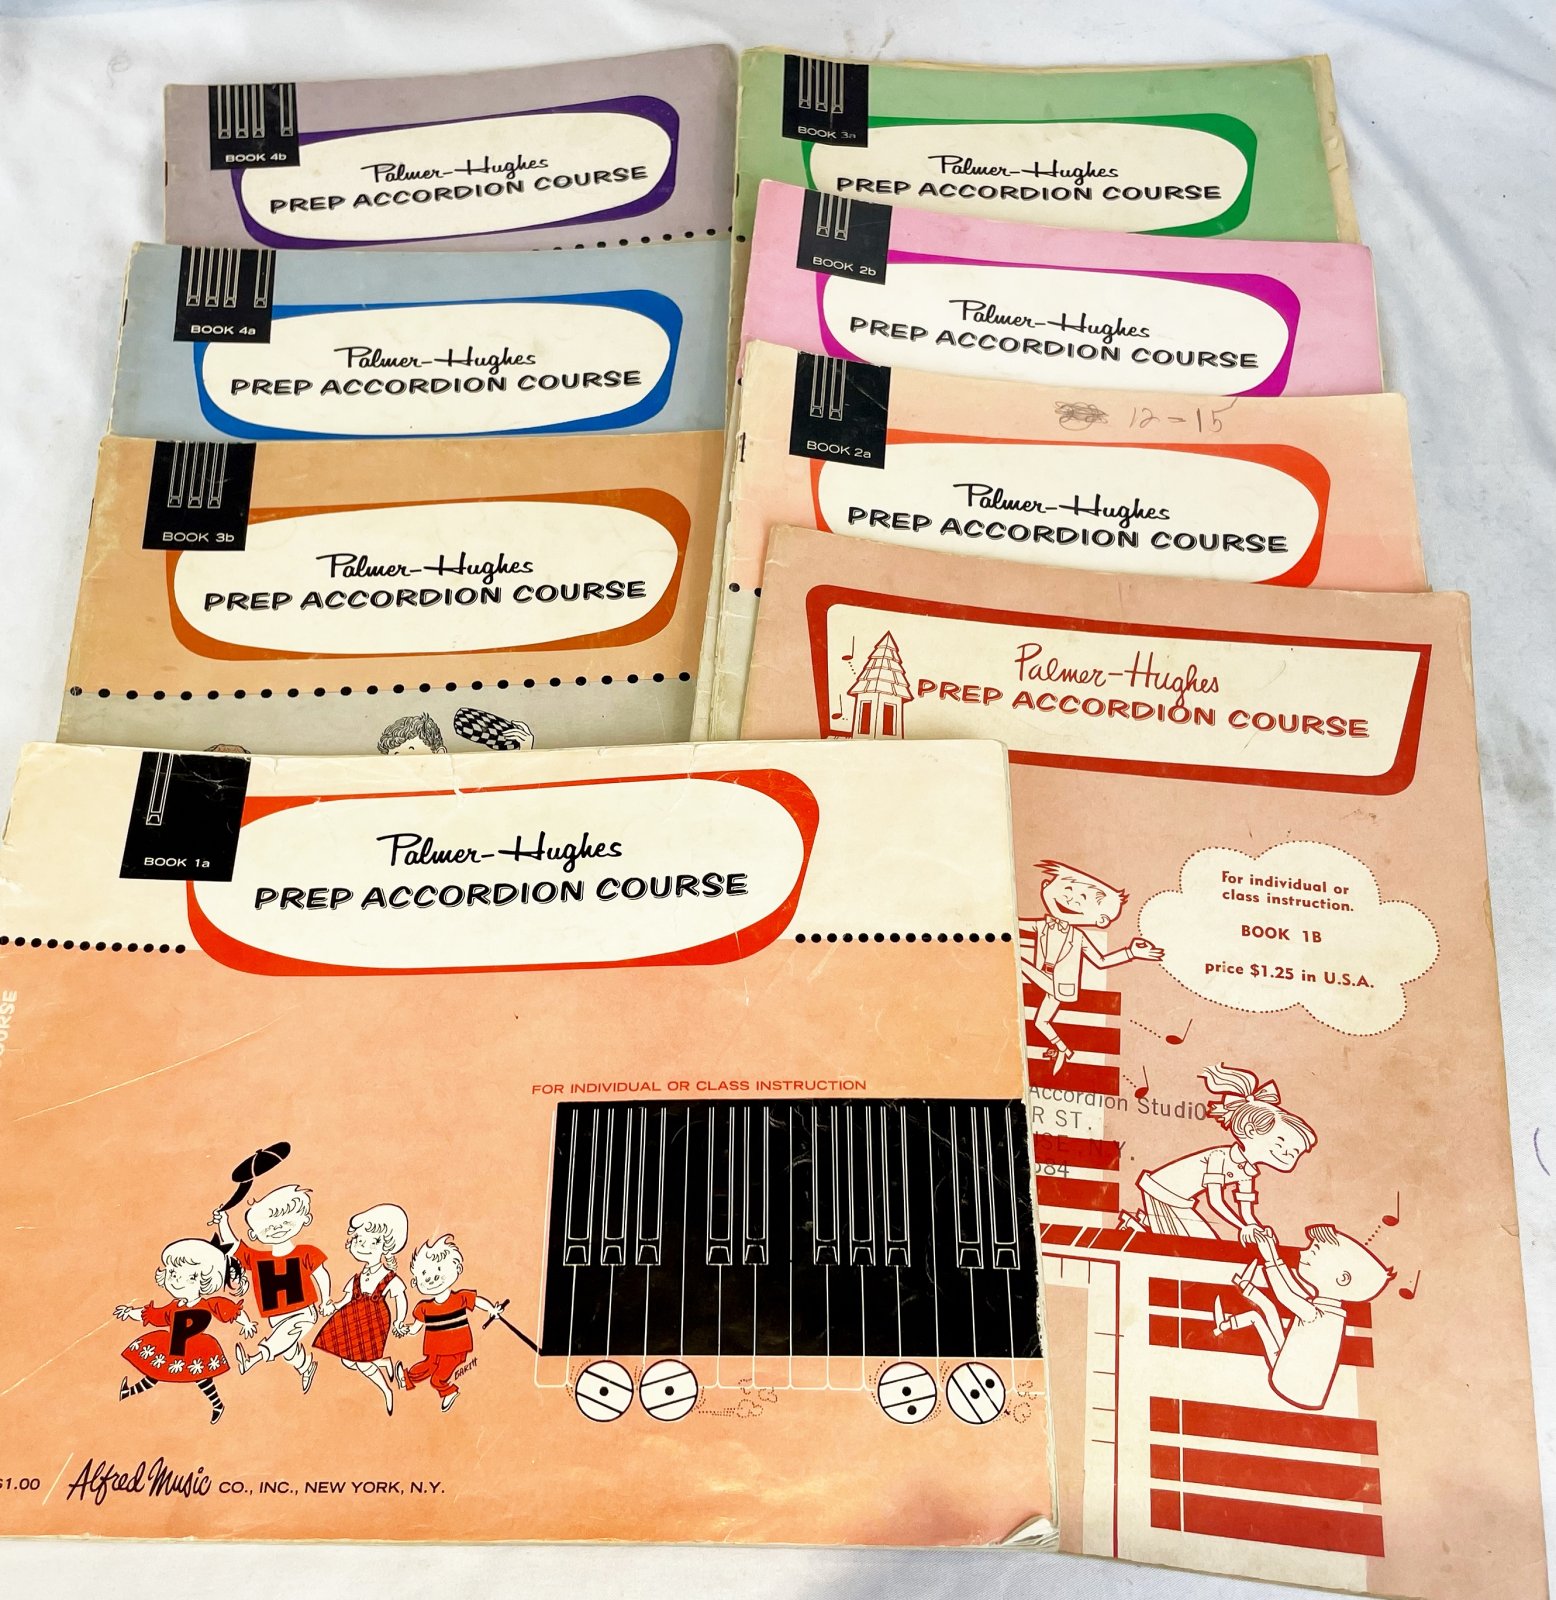 BOOK 4b
Palmer-Hughes
PREP ACCORDION COURSE
BOOK 3a
Palmer-Hughes
PREP ACCORDION COURSE
BOOK 4a
Palmer-Hughes
PREP ACCORDION COURSE
BOOK 2b
Palmer-Hughes
PREP ACCORDION COURSE
BOOK 3b
Palmer-Hughes
PREP ACCORDION COURSE
12-15
BOOK 2a
Palmer-Hughes
PREP ACCORDION COURSE
BOOK 1a
Palmer-Hughes
PREP ACCORDION COURSE
FOR INDIVIDUAL OR CLASS INSTRUCTION
P
H
GARTH
$1.00 / Alfred Music CO., INC., NEW YORK, N.Y.
Palmer-Hughes
PREP ACCORDION COURSE
For individual or
class instruction.
BOOK 1B
price $1.25 in U.S.A.
Accordion Studio
R ST.
N.Y.